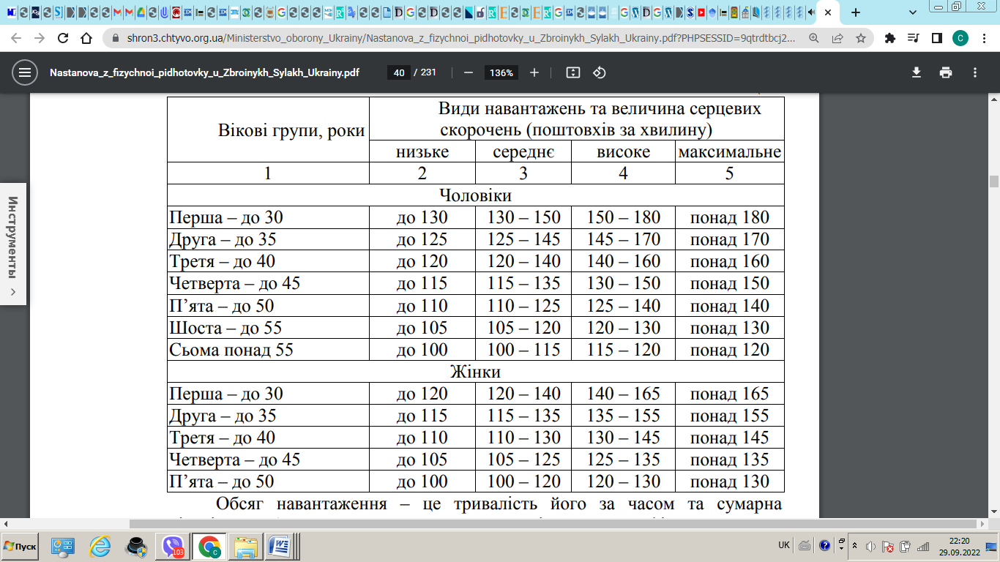 shron3.chtyvo.org.ua/Ministerstvo_oborony_Ukrainy/Nastanova_z_fizychnoi_pidhotovky_u_Zbroinykh_Sylakh_Ukrainy.pdf?PHPSESSID=9qtrdtbcj2...
C
Nastanova_z_fizychnoi_pidhotovky_u_Zbroinykh_Sylakh_Ukrainy.pdf 40 / 231 136%
Вікові групи, роки
Види навантажень та величина серцевих
скорочень (поштовхів за хвилину)
низьке середнє високе максимальне
1 2 3 4 5
Чоловіки
Перша – до 30 до 130 130 – 150 150 – 180 понад 180
Друга – до 35 до 125 125 – 145 145 – 170 понад 170
Третя – до 40 до 120 120 – 140 140 – 160 понад 160
Четверта – до 45 до 115 115 – 135 130 – 150 понад 150
П’ята – до 50 до 110 110 – 125 125 – 140 понад 140
Шоста – до 55 до 105 105 – 120 120 – 130 понад 130
Сьома понад 55 до 100 100 – 115 115 – 120 понад 120
Жінки
Перша – до 30 до 120 120 – 140 140 – 165 понад 165
Друга – до 35 до 115 115 – 135 135 – 155 понад 155
Третя – до 40 до 110 110 – 130 130 – 145 понад 145
Четверта – до 45 до 105 105 – 125 125 – 135 понад 135
П’ята – до 50 до 100 100 – 120 120 – 130 понад 130
Обсяг навантаження – це тривалість його за часом та сумарна
Инструменты
Пуск
103
UK
22:20
29.09.2022